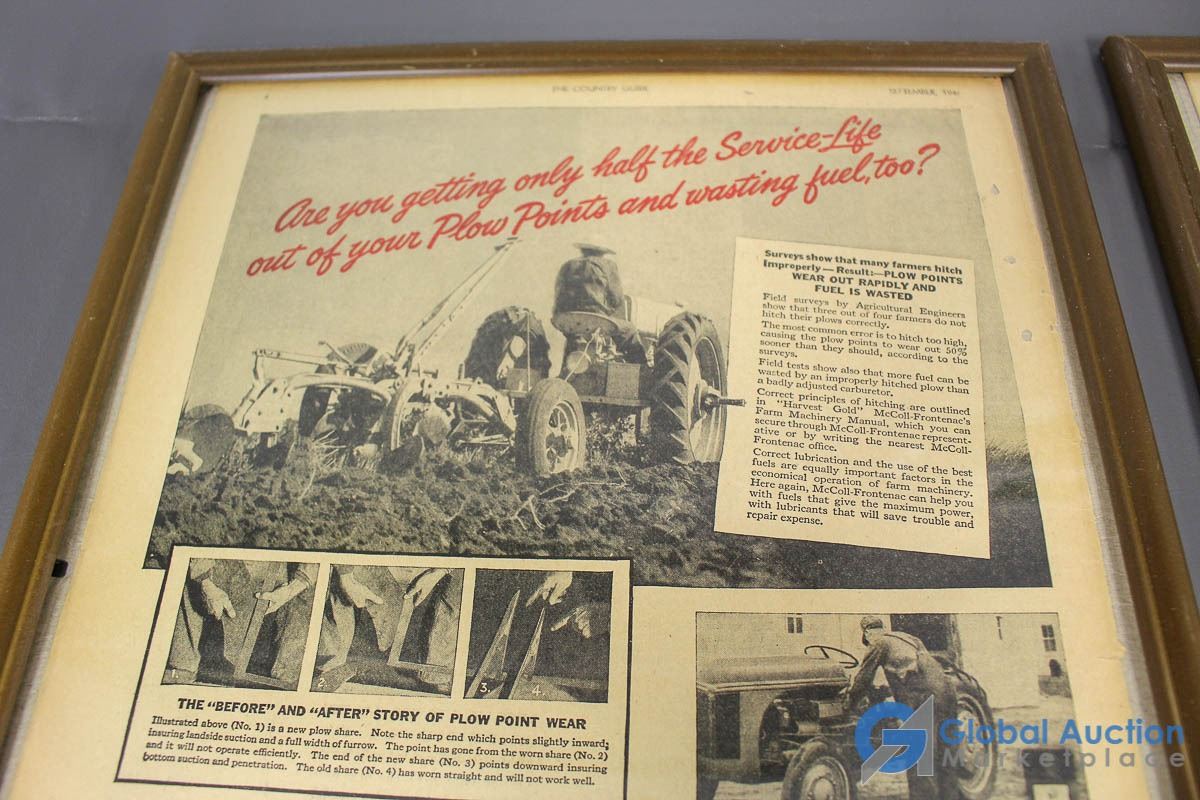 THE COUNTRY GUIDE
SEPTEMBER,
Are you getting only half the Service-Life
out of your Plow Points and wasting fuel, too?
Surveys show that many farmers hitch
Improperly — Result:—PLOW POINTS
WEAR OUT RAPIDLY AND
FUEL IS WASTED
Field surveys by Agricultural Engineers
show that three out of four farmers do not
hitch their plows correctly.
The most common error is to hitch too high,
causing the plow points to wear out 50%
sooner than they should, according to the
surveys.
Field tests show also that more fuel can be
wasted by an improperly hitched plow than
a badly adjusted carburetor.
Correct principles of hitching are outlined
in "Harvest Gold" McColl-Frontenac's
Farm Machinery Manual, which you can
secure through McColl-Frontenac represent-
ative or by writing the nearest McColl-
Frontenac office.
Correct lubrication and the use of the best
fuels are equally important factors in the
economical operation of farm machinery.
Here again, McColl-Frontenac can help you
with fuels that give the maximum power,
with lubricants that will save trouble and
repair expense.
1. 2. 3. 4.
THE "BEFORE" AND "AFTER" STORY OF PLOW POINT WEAR
Illustrated above (No. 1) is a new plow share. Note the sharp end which points slightly inward;
insuring landside suction and a full width of furrow. The point has gone from the worn share (No. 2)
and it will not operate efficiently. The end of the new share (No. 3) points downward insuring
bottom suction and penetration. The old share (No. 4) has worn straight and will not work well.
Global Auction
Marketplace